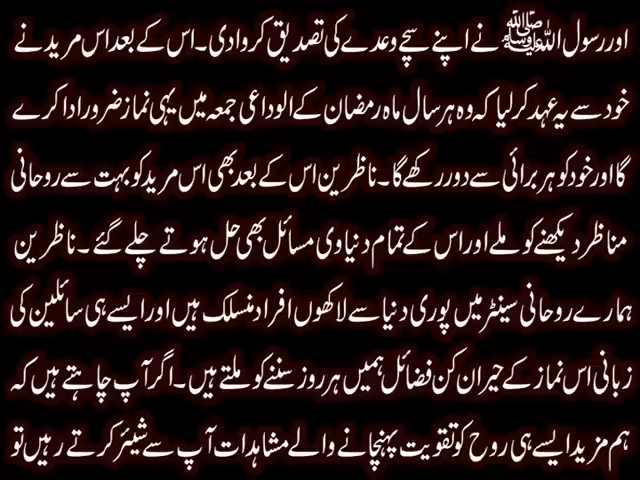 اور رسول اللہ ﷺ نے اپنے سچے وعدے کی تصدیق کروا دی۔ اس کے بعد اس مرید نے
خود سے یہ عہد کر لیا کہ وہ ہر سال ماہ رمضان کے الوداعی جمعہ میں یہی نماز ضرور ادا کرے
گا اور خود کو ہر برائی سے دور رکھے گا۔ ناظرین اس کے بعد بھی اس مرید کو بہت سے روحانی
مناظر دیکھنے کو ملے اور اس کے تمام دنیاوی مسائل بھی حل ہوتے چلے گئے۔ ناظرین
ہمارے روحانی سینٹر میں پوری دنیا سے لاکھوں افراد منسلک ہیں اور ایسے ہی سائلین کی
زبانی اس نماز کے حیران کن فضائل ہمیں ہر روز سننے کو ملتے ہیں۔ اگر آپ چاہتے ہیں کہ
ہم مزید ایسے ہی روح کو تقویت پہنچانے والے مشاہدات آپ سے شیئر کرتے رہیں تو